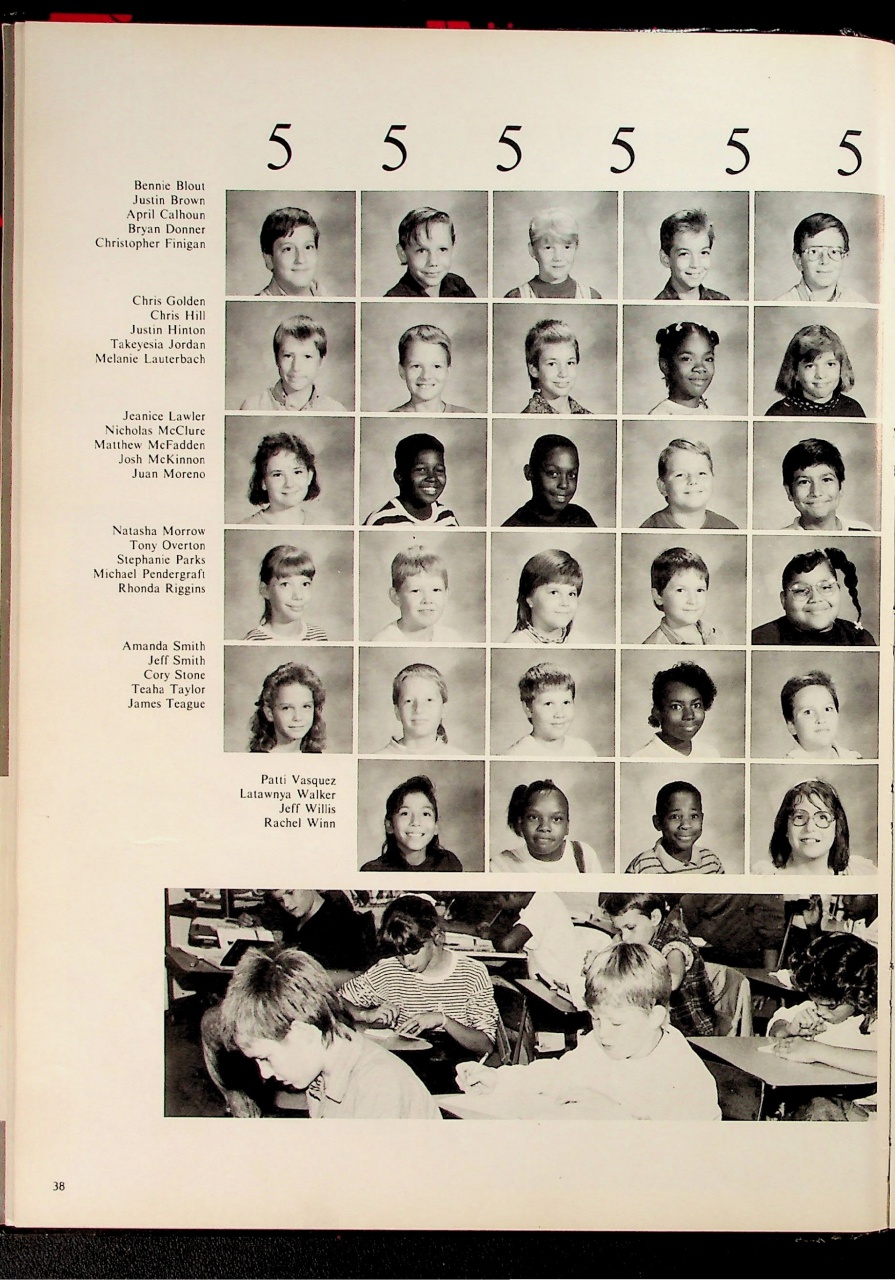 5 5 5 5 5 5
Bennie Blout
Justin Brown
April Calhoun
Bryan Donner
Christopher Finigan
Chris Golden
Chris Hill
Justin Hinton
Takeyesia Jordan
Melanie Lauterbach
Jeanice Lawler
Nicholas McClure
Matthew McFadden
Josh McKinnon
Juan Moreno
Natasha Morrow
Tony Overton
Stephanie Parks
Michael Pendergraft
Rhonda Riggins
Amanda Smith
Jeff Smith
Cory Stone
Teaha Taylor
James Teague
Patti Vasquez
Latawnya Walker
Jeff Willis
Rachel Winn
38